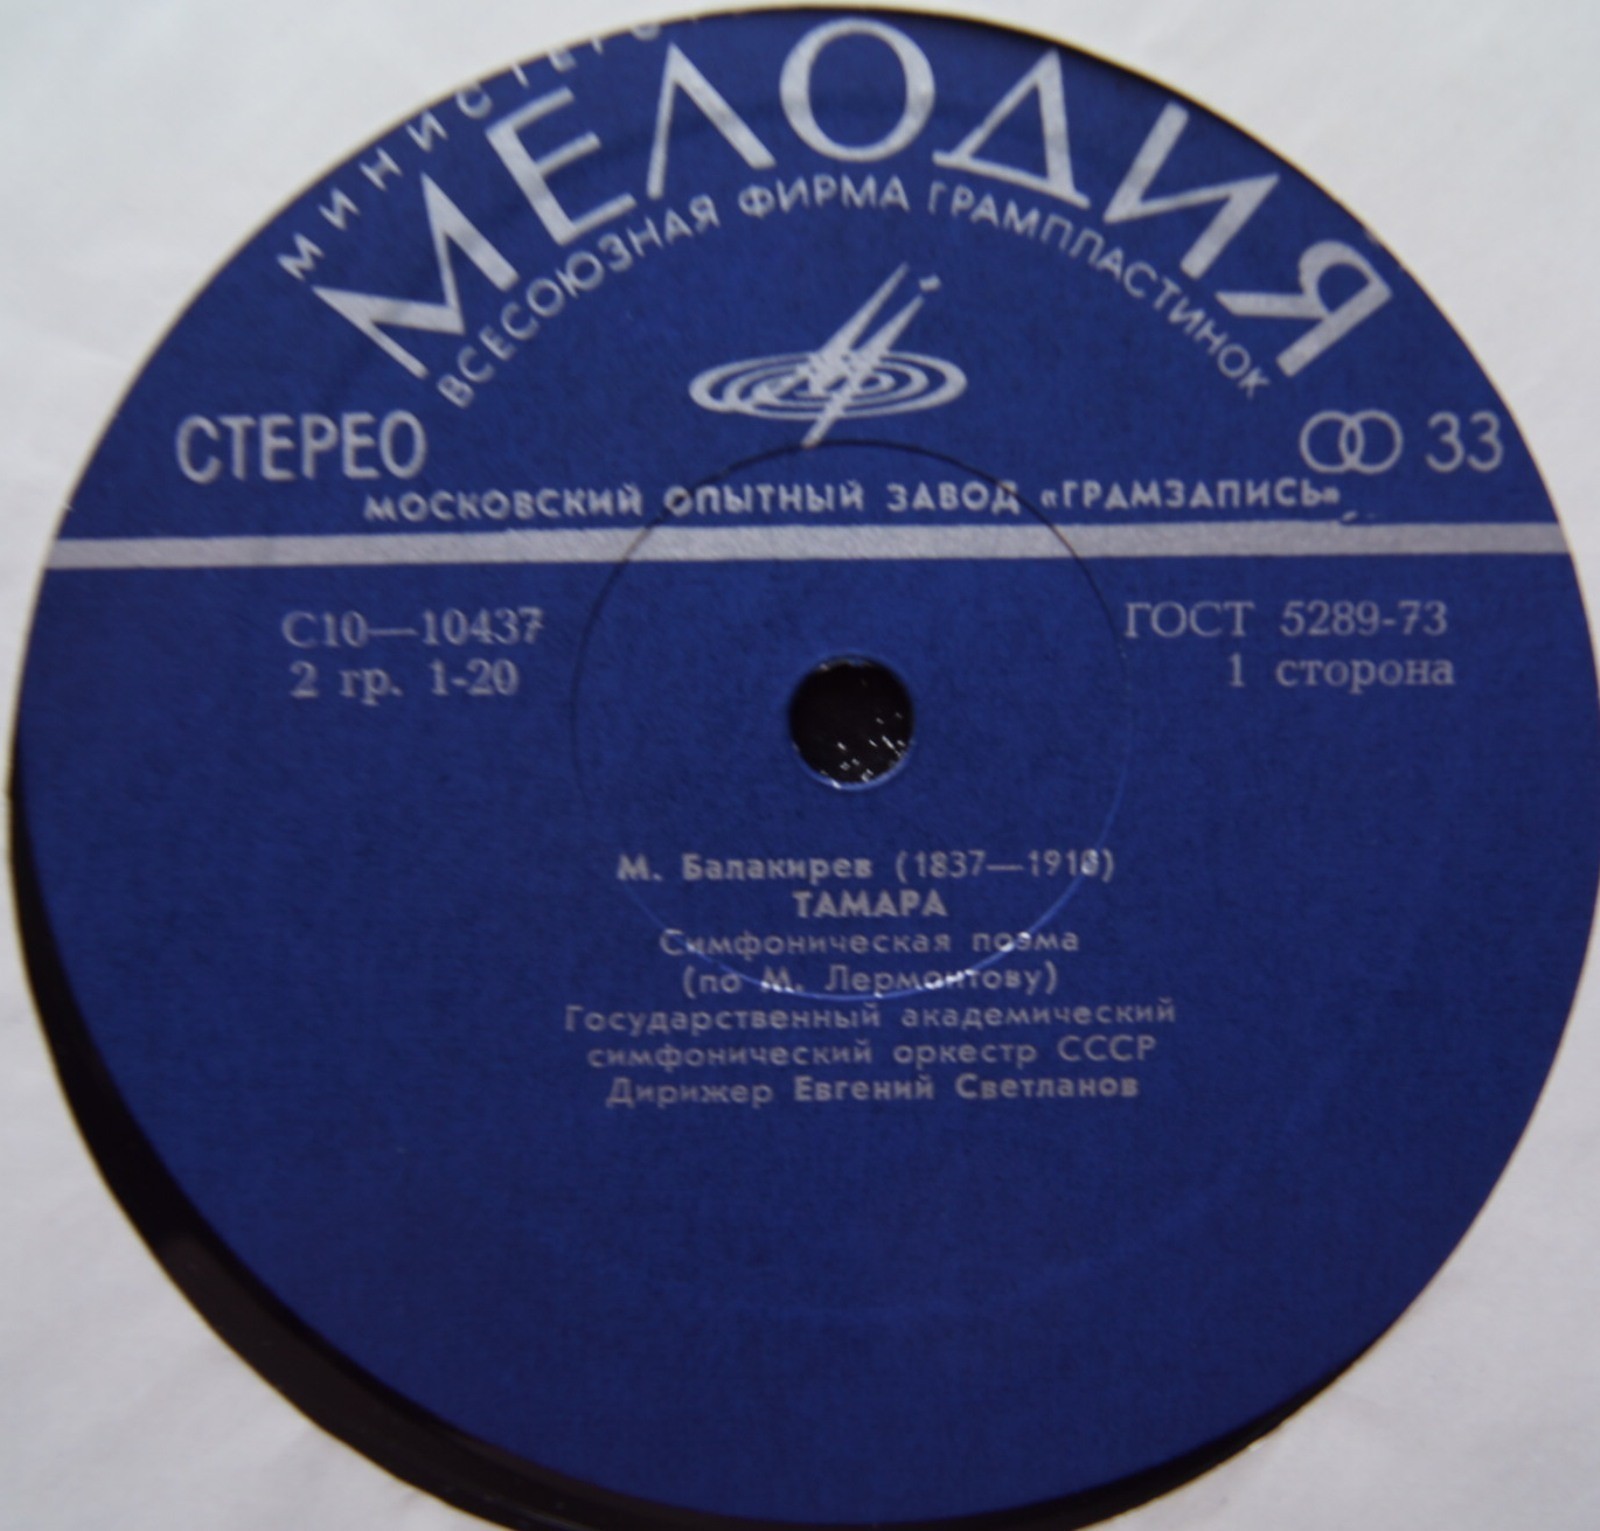 МИНИСТЕР
МЕЛОДИЯ
ВСЕСОЮЗНАЯ ФИРМА ГРАМПЛАСТИНОК
СТЕРЕО
33
МОСКОВСКИЙ ОПЫТНЫЙ ЗАВОД «ГРАМЗАПИСЬ»
С10—10437
2 гр. 1-20
ГОСТ 5289-73
1 сторона
М. Балакирев (1837—1910)
ТАМАРА
Симфоническая поэма
(по М. Лермонтову)
Государственный академический
симфонический оркестр СССР
Дирижер Евгений Светланов